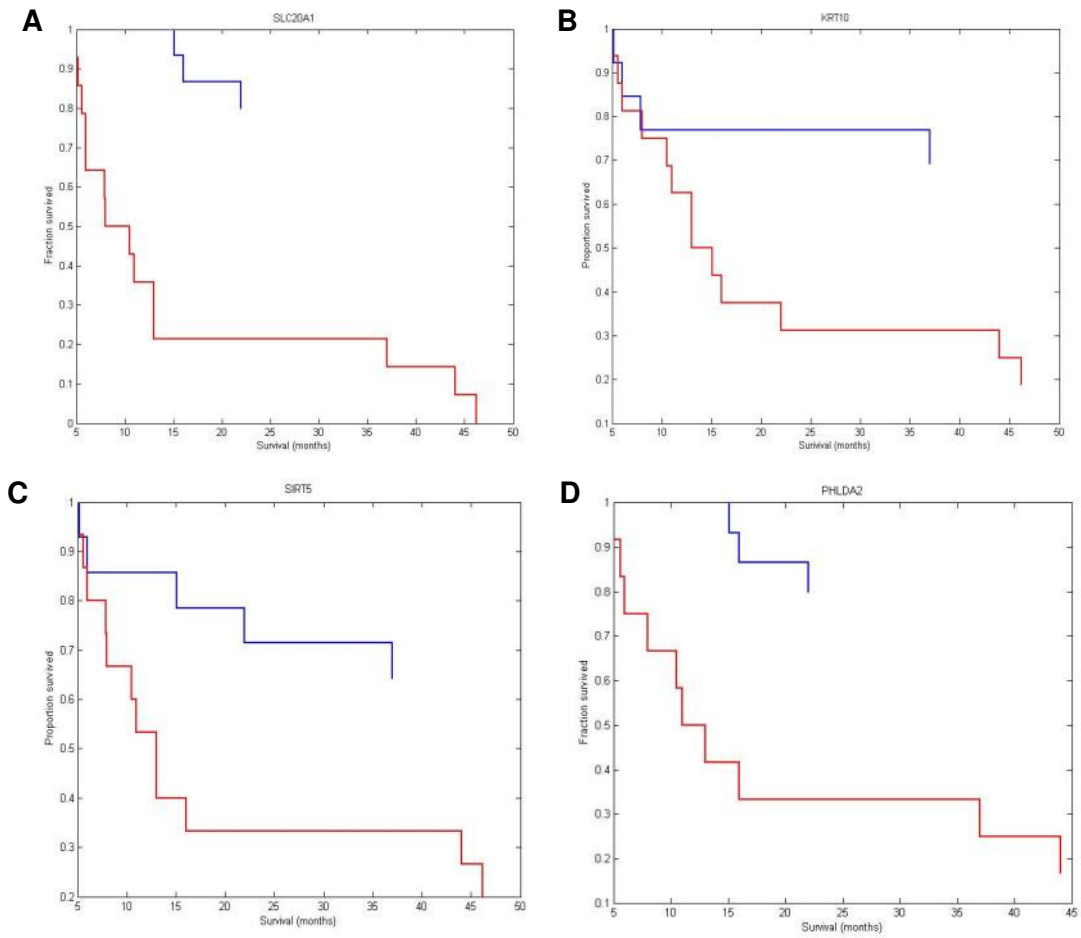 A
SLC20A1
1
0.9
0.8
0.7
0.6
0.5
0.4
0.3
0.2
0.1
0
Fraction survived
5 10 15 20 25 30 35 40 45 50
Survival (months)
B
KRT10
1
0.9
0.8
0.7
0.6
0.5
0.4
0.3
0.2
0.1
Proportion survived
5 10 15 20 25 30 35 40 45 50
Survival (months)
C
SIRT5
1
0.9
0.8
0.7
0.6
0.5
0.4
0.3
0.2
Proportion survived
5 10 15 20 25 30 35 40 45 50
Survival (months)
D
PHLDA2
1
0.9
0.8
0.7
0.6
0.5
0.4
0.3
0.2
0.1
Fraction survived
5 10 15 20 25 30 35 40 45
Survival (months)